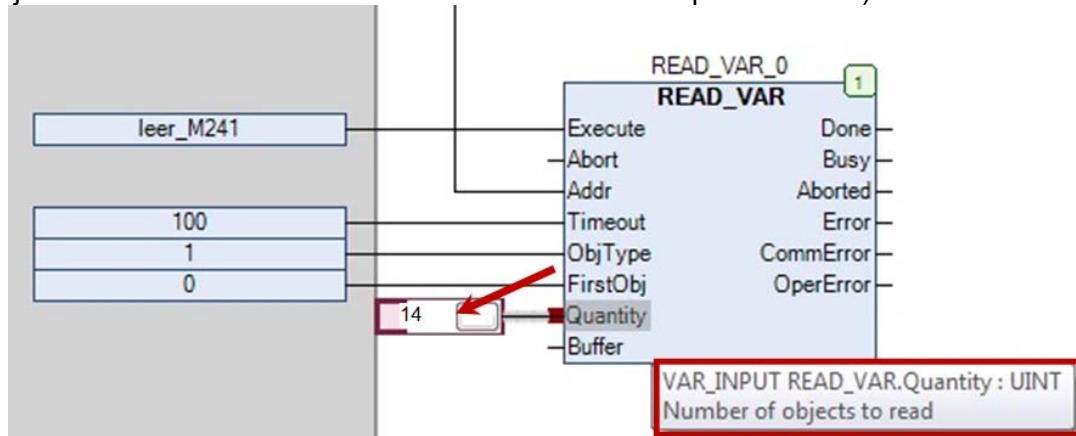 READ_VAR_0
1
READ_VAR
leer_M241
Execute
Done
Abort
Busy
Addr
Aborted
100
Timeout
Error
1
ObjType
CommError
0
FirstObj
OperError
14
Quantity
Buffer
VAR_INPUT READ_VAR.Quantity : UINT
Number of objects to read